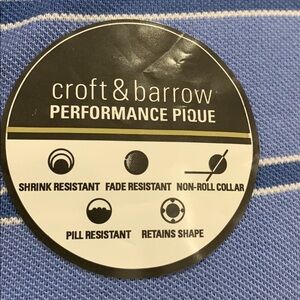 croft & barrow
PERFORMANCE PIQUE
SHRINK RESISTANT FADE RESISTANT NON-ROLL COLLAR
PILL RESISTANT RETAINS SHAPE